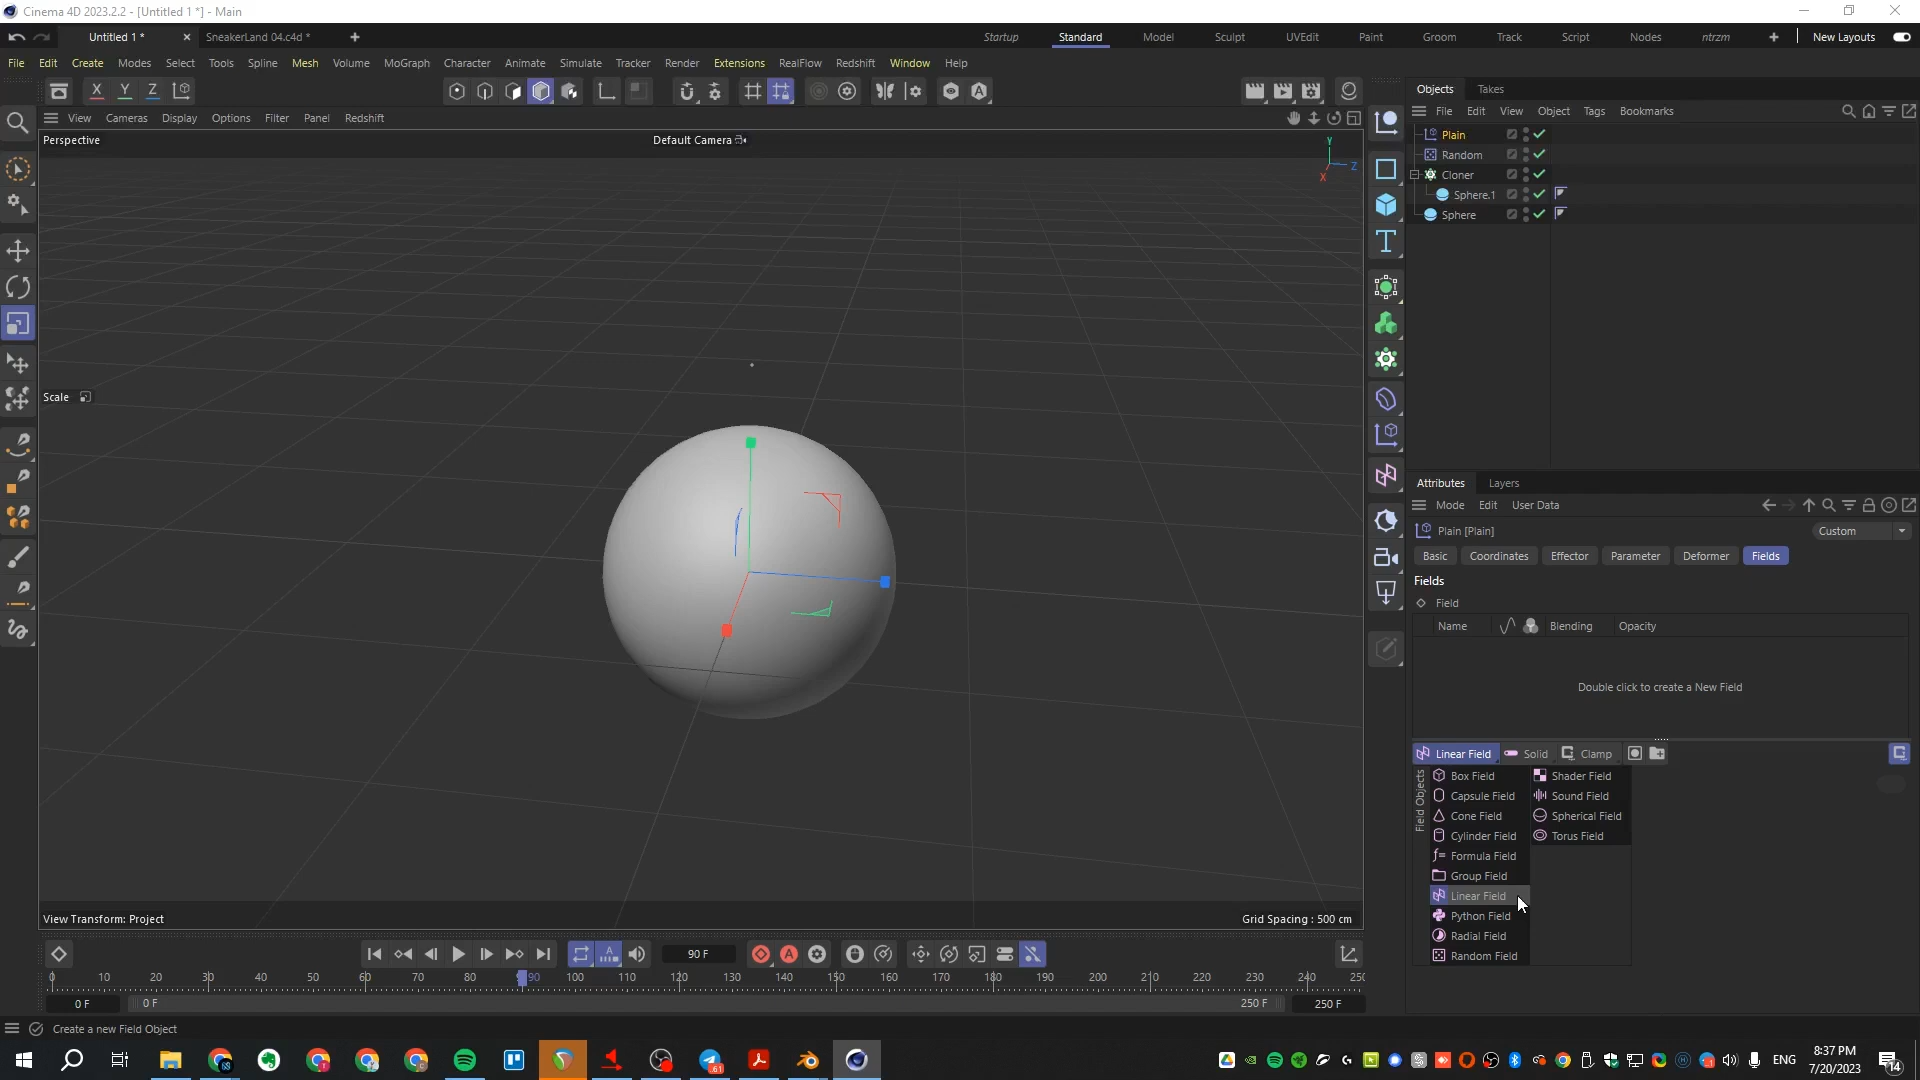 Cinema 4D 2023.2.2 - [Untitled 1 *] - Main
Untitled 1 * SneakerLand 04.c4d * Startup Standard Model Sculpt UVEdit Paint Groom Track Script Nodes ntrzm New Layouts
File Edit Create Modes Select Tools Spline Mesh Volume MoGraph Character Animate Simulate Tracker Render Extensions RealFlow Redshift Window Help
X Y Z
Objects Takes
File Edit View Object Tags Bookmarks
View Cameras Display Options Filter Panel Redshift
Perspective
Default Camera
Y
Z
X
Plain
Random
Cloner
Sphere.1
Sphere
Scale
Attributes Layers
Mode Edit User Data
Plain [Plain]
Custom
Basic Coordinates Effector Parameter Deformer Fields
Fields
Field
Name Blending Opacity
Double click to create a New Field
Linear Field Solid Clamp
Field Objects
Box Field Shader Field
Capsule Field Sound Field
Cone Field Spherical Field
Cylinder Field Torus Field
Formula Field
Group Field
Linear Field
Python Field
Radial Field
Random Field
View Transform: Project
Grid Spacing : 500 cm
90 F
0 10 20 30 40 50 60 70 80 90 100 110 120 130 140 150 160 170 180 190 200 210 220 230 240 250
0 F 0 F 250 F 250 F
Create a new Field Object
61
ENG
8:37 PM
7/20/2023
14